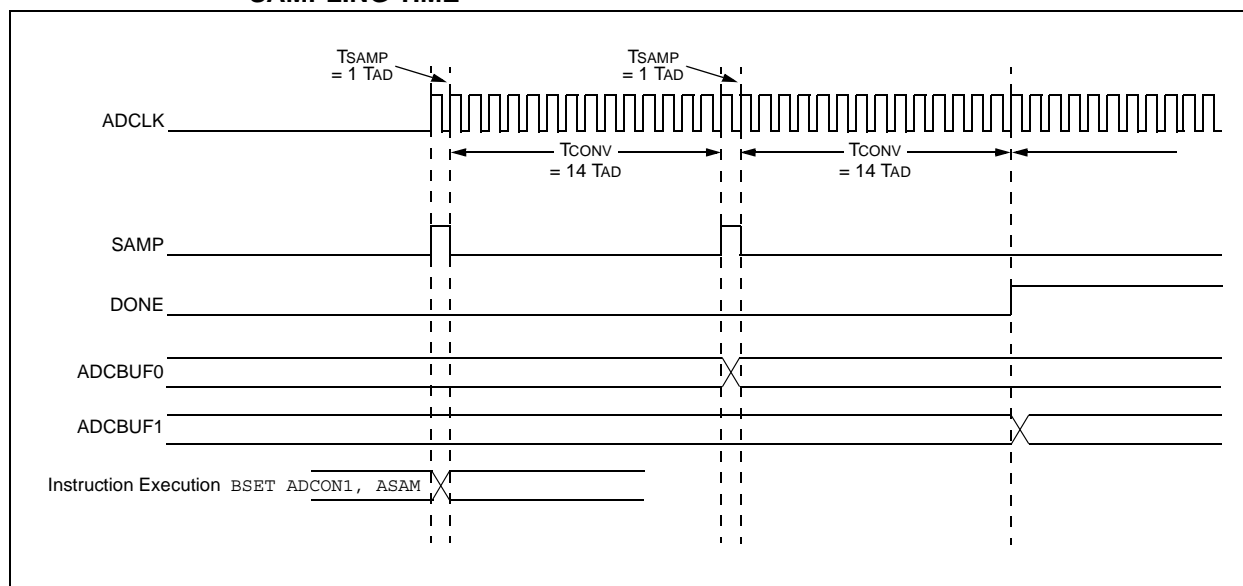 SAMPLING TIME
TSAMP
= 1 TAD
TSAMP
= 1 TAD
ADCLK
TCONV
= 14 TAD
TCONV
= 14 TAD
SAMP
DONE
ADCBUF0
ADCBUF1
Instruction Execution BSET ADCON1, ASAM